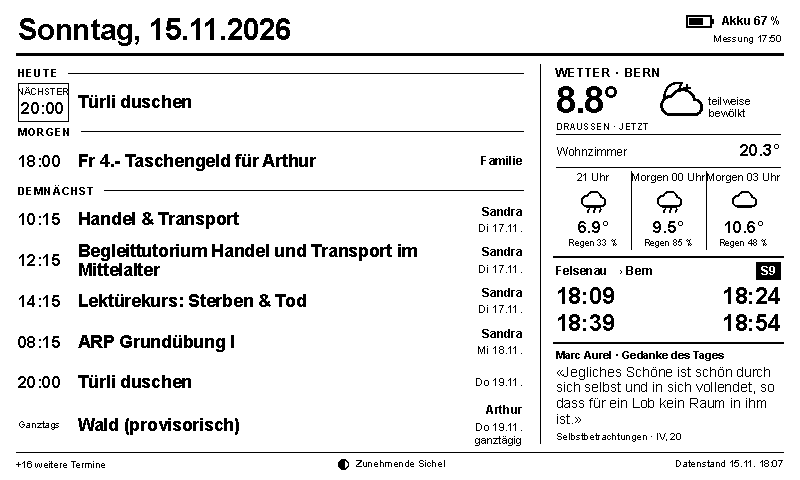 Sonntag, 15.11.2026
Akku 67 %
Messung 17:50
HEUTE
NÄCHSTER
20:00 Türli duschen
MORGEN
18:00 Fr 4.- Taschengeld für Arthur Familie
DEMNÄCHST
10:15 Handel & Transport Sandra
Di 17.11.
12:15 Begleittutorium Handel und Transport im
Mittelalter
Sandra
Di 17.11.
14:15 Lektürekurs: Sterben & Tod Sandra
Di 17.11.
08:15 ARP Grundübung I Sandra
Mi 18.11.
20:00 Türli duschen Do 19.11.
Ganztags Wald (provisorisch) Arthur
Do 19.11.
ganztägig
WETTER · BERN
8.8°
teilweise
bewölkt
DRAUSSEN · JETZT
Wohnzimmer 20.3°
21 Uhr Morgen 00 Uhr Morgen 03 Uhr
6.9° 9.5° 10.6°
Regen 33 % Regen 85 % Regen 48 %
Felsenau › Bern S9
18:09 18:24
18:39 18:54
Marc Aurel · Gedanke des Tages
«Jegliches Schöne ist schön durch
sich selbst und in sich vollendet, so
dass für ein Lob kein Raum in ihm
ist.»
Selbstbetrachtungen · IV, 20
+16 weitere Termine
Zunehmende Sichel
Datenstand 15.11. 18:07